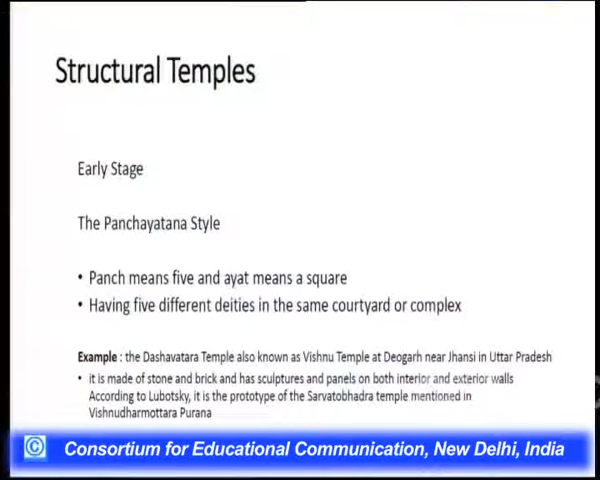 Structural Temples
Early Stage
The Panchayatana Style
• Panch means five and ayat means a square
• Having five different deities in the same courtyard or complex
Example : the Dashavatara Temple also known as Vishnu Temple at Deogarh near Jhansi in Uttar Pradesh
• it is made of stone and brick and has sculptures and panels on both interior and exterior walls
According to Lubotsky, it is the prototype of the Sarvatobhadra temple mentioned in
Vishnudharmottara Purana
© Consortium for Educational Communication, New Delhi, India